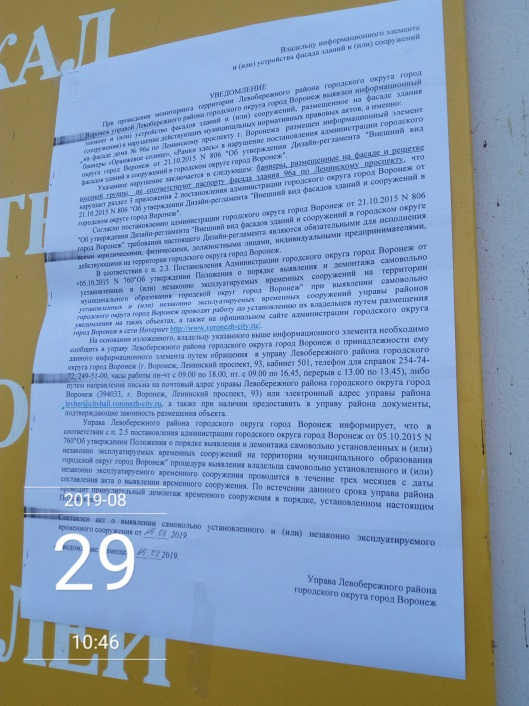 КАЛ
Владельцу информационного элемента
и (или) устройства фасада зданий и (или) сооружений
УВЕДОМЛЕНИЕ
При проведении мониторинга территории Левобережного района городского округа город
Воронеж управой Левобережного района городского округа город Воронеж выявлен информационный
элемент и (или) устройство фасадов зданий и (или) сооружений, размещенное на фасаде здания
(сооружения) в нарушение действующих муниципальных нормативных правовых актов, а именно:
на фасаде дома № 96а по Ленинскому проспекту г. Воронежа размещен информационный элемент
баннеры «Оранжевое солнце», «Рамки здесь» в нарушение постановления администрации городского
округа город Воронеж от 21.10.2015 N 806 "Об утверждении Дизайн-регламента "Внешний вид
фасадов зданий и сооружений в городском округе город Воронеж".
Указанное нарушение заключается в следующем: баннеры, размещенные на фасаде и решетке
входной группы, не соответствуют паспорту фасада здания 96а по Ленинскому проспекту, что
нарушает раздел 3 приложения 2 постановления администрации городского округа город Воронеж от
21.10.2015 N 806 "Об утверждении Дизайн-регламента "Внешний вид фасадов зданий и сооружений в
городском округе город Воронеж".
Согласно постановлению администрации городского округа город Воронеж от 21.10.2015 N 806
"Об утверждении Дизайн-регламента "Внешний вид фасадов зданий и сооружений в городском округе
город Воронеж" требования настоящего Дизайн-регламента являются обязательными для исполнения
всеми юридическими, физическими, должностными лицами, индивидуальными предпринимателями,
действующими на территории городского округа город Воронеж.
В соответствии с п. 2.3. Постановления Администрации городского округа город Воронеж от
05.10.2015 N 760"Об утверждении Положения о порядке выявления и демонтажа самовольно
установленных и (или) незаконно эксплуатируемых временных сооружений на территории
муниципального образования городской округ город Воронеж" при выявлении самовольно
установленных и (или) незаконно эксплуатируемых временных сооружений управы районов
городского округа город Воронеж проводят работу по установлению их владельцев путем размещения
уведомления на таких объектах, а также на официальном сайте администрации городского округа
город Воронеж в сети Интернет http://www.voronezh-city.ru/.
На основании изложенного, владельцу указанного выше информационного элемента необходимо
сообщить в управу Левобережного района городского округа город Воронеж о принадлежности ему
данного информационного элемента путем обращения в управу Левобережного района городского
округа город Воронеж (г. Воронеж, Ленинский проспект, 93, кабинет 501, телефон для справок 254-74-
72, 249-51-00, часы работы пн-чт с 09.00 по 18.00, пт. с 09.00 по 16.45, перерыв с 13.00 по 13.45), либо
путем направления письма на почтовый адрес управы Левобережного района городского округа город
Воронеж (394033, г. Воронеж, Ленинский проспект, 93) или электронный адрес управы района
levber@cityhall.voronezh-city.ru, а также при наличии предоставить в управу района документы,
подтверждающие законность размещения объекта.
Управа Левобережного района городского округа город Воронеж информирует, что в
соответствии с п. 2.5 постановления администрации городского округа город Воронеж от 05.10.2015 N
760"Об утверждении Положения о порядке выявления и демонтажа самовольно установленных и (или)
незаконно эксплуатируемых временных сооружений на территории муниципального образования
городской округ город Воронеж" процедура выявления владельца самовольно установленного и (или)
незаконно эксплуатируемого временного сооружения проводится в течение трех месяцев с даты
составления акта о выявлении временного сооружения. По истечении данного срока управа района
проводит принудительный демонтаж временного сооружения в порядке, установленном настоящим
Составлен акт о выявлении самовольно установленного и (или) незаконно эксплуатируемого
временного сооружения от 2019
2019.
Управа Левобережного района
городского округа город Воронеж
2019-08
29
10:46
ЛЕЙ